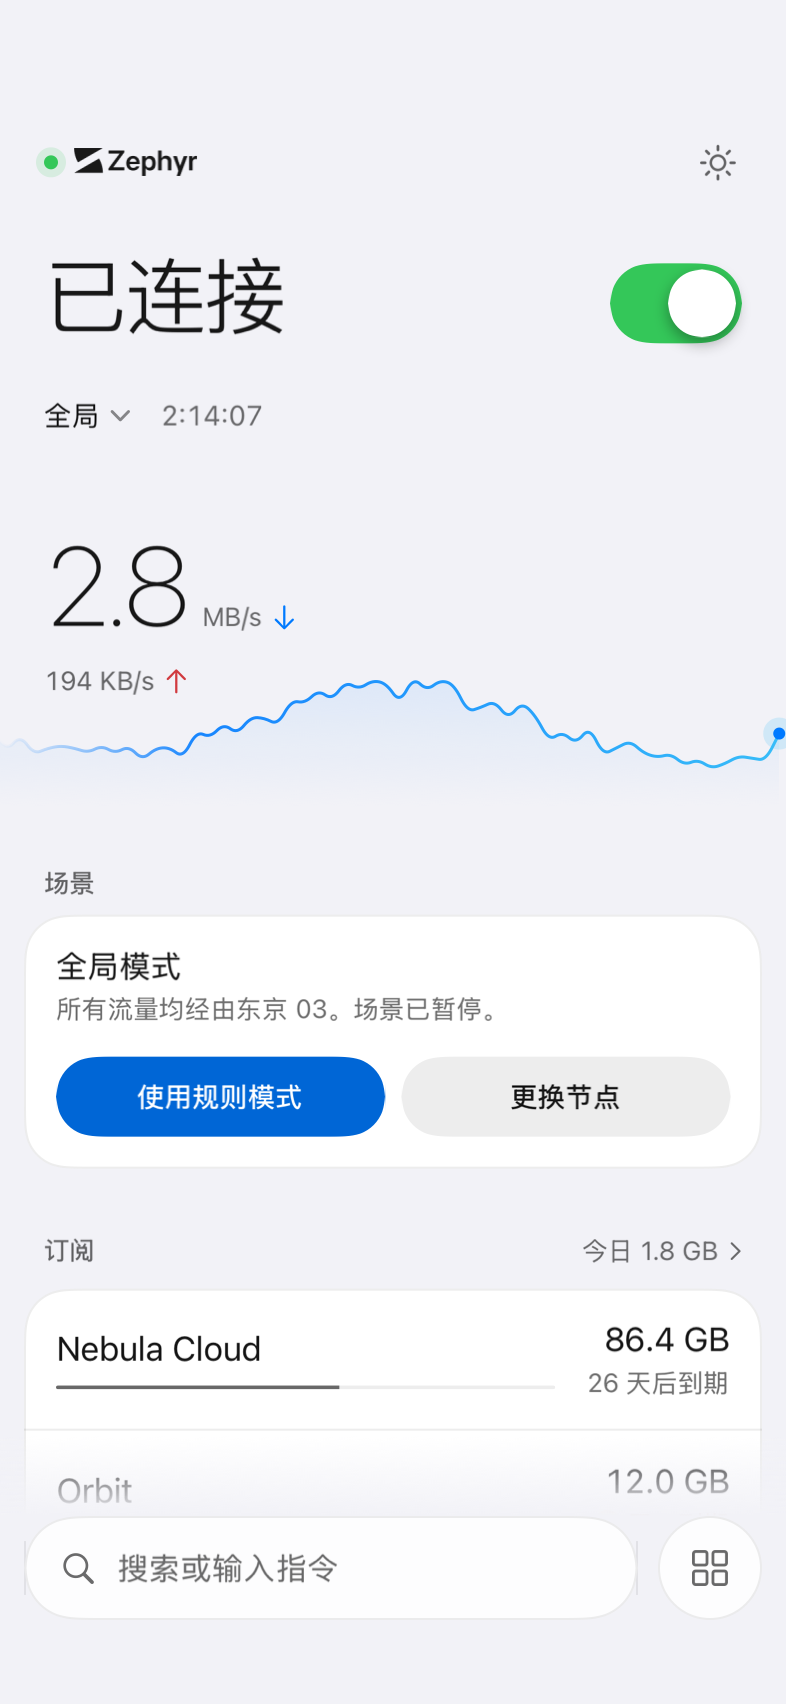 Zephyr
已连接
全局 2:14:07
2.8 MB/s ↓
194 KB/s ↑
场景
全局模式
所有流量均经由东京 03。场景已暂停。
使用规则模式 更换节点
订阅 今日 1.8 GB
Nebula Cloud 86.4 GB
26 天后到期
Orbit 12.0 GB
搜索或输入指令